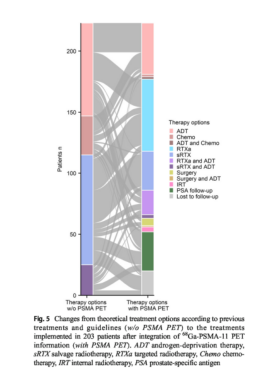 200
150
100
50
0
Patients n
Therapy options
w/o PSMA PET
Therapy options
with PSMA PET
Therapy options
ADT
Chemo
ADT and Chemo
RTXa
sRTX
RTXa and ADT
sRTX and ADT
Surgery
Surgery and ADT
IRT
PSA follow-up
Lost to follow-up
Fig. 5 Changes from theoretical treatment options according to previous
treatments and guidelines (w/o PSMA PET) to the treatments
implemented in 203 patients after integration of ⁶⁸Ga-PSMA-11 PET
information (with PSMA PET). ADT androgen-deprivation therapy,
sRTX salvage radiotherapy, RTXa targeted radiotherapy, Chemo chemo-
therapy, IRT internal radiotherapy, PSA prostate-specific antigen